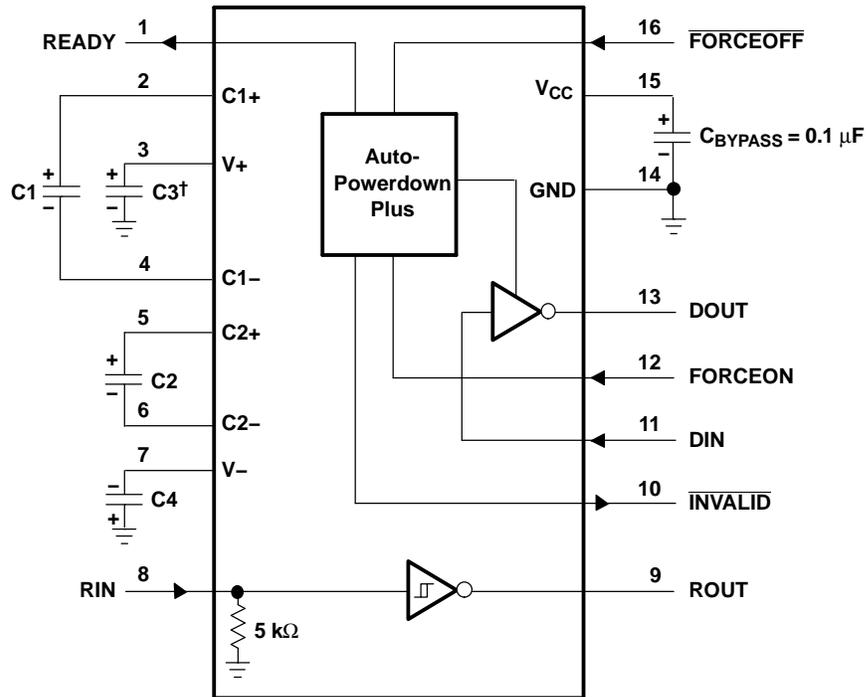 READY 1
16 F̅O̅R̅C̅E̅O̅F̅F̅
2 C1+
VCC 15
+ CBYPASS = 0.1 μF
−
3 V+
Auto-
Powerdown
Plus
C1 + −
+ − C3†
GND 14
4 C1−
5 C2+
13 DOUT
+ C2
−
12 FORCEON
6 C2−
11 DIN
7 V−
− C4
+
10 I̅N̅V̅A̅L̅I̅D̅
RIN 8
9 ROUT
5 kΩ